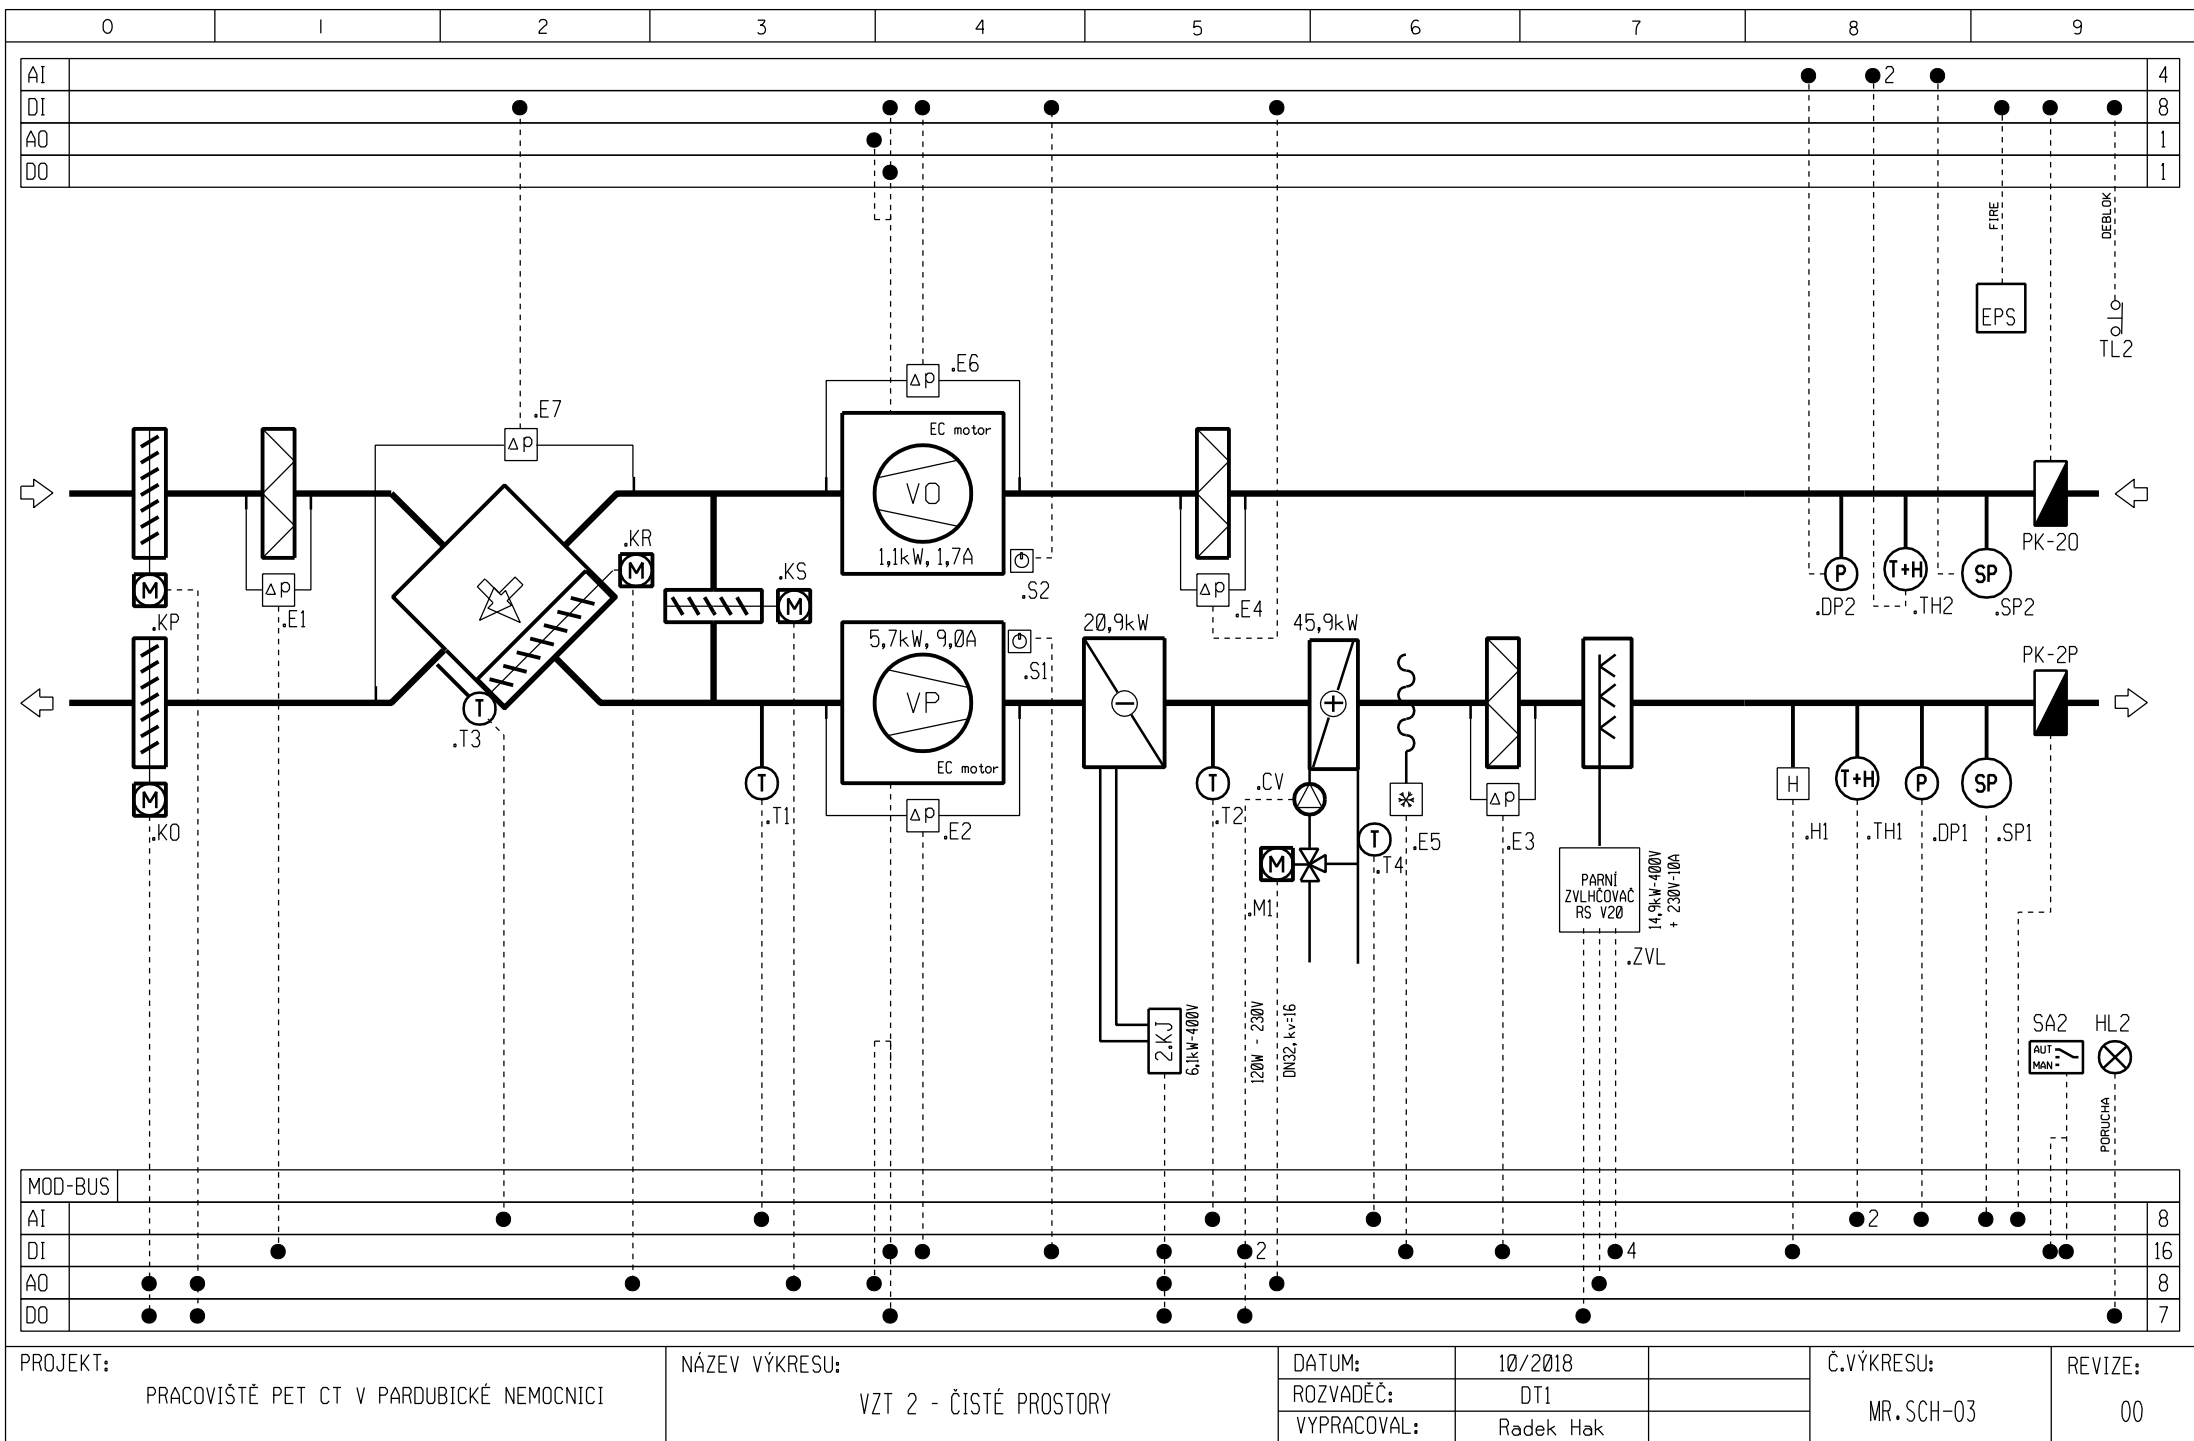 0 1 2 3 4 5 6 7 8 9
AI 2 4
DI 8
AO 1
DO 1
FIRE
DEBLOK
EPS
TL2
.E6
Δp
.E7
Δp
EC motor
VO
1,1kW, 1,7A
.KR
M
.KS
M
.S2
PK-20
M
.KP
Δp
.E1
Δp
.E4
P
.DP2
T+H
.TH2
SP
.SP2
5,7kW, 9,0A
.S1
20,9kW
45,9kW
PK-2P
VP
EC motor
T
.T3
M
.KO
T
.T1
Δp
.E2
T
.T2
.CV
.E5
Δp
.E3
H
.H1
T+H
.TH1
P
.DP1
SP
.SP1
T
.T4
M
.M1
PARNÍ
ZVLHČOVAČ
RS V20
14,9kW-400V
+ 230V-10A
.ZVL
2.KJ
6,1kW-400V
120W - 230V
DN32, kv=16
SA2
HL2
AUT
MAN
PORUCHA
MOD-BUS
AI 2 8
DI 2 4 16
AO 8
DO 7
PROJEKT:
PRACOVIŠTĚ PET CT V PARDUBICKÉ NEMOCNICI
NÁZEV VÝKRESU:
VZT 2 - ČISTÉ PROSTORY
DATUM: 10/2018
ROZVADĚČ: DT1
VYPRACOVAL: Radek Hak
Č.VÝKRESU:
MR.SCH-03
REVIZE:
00